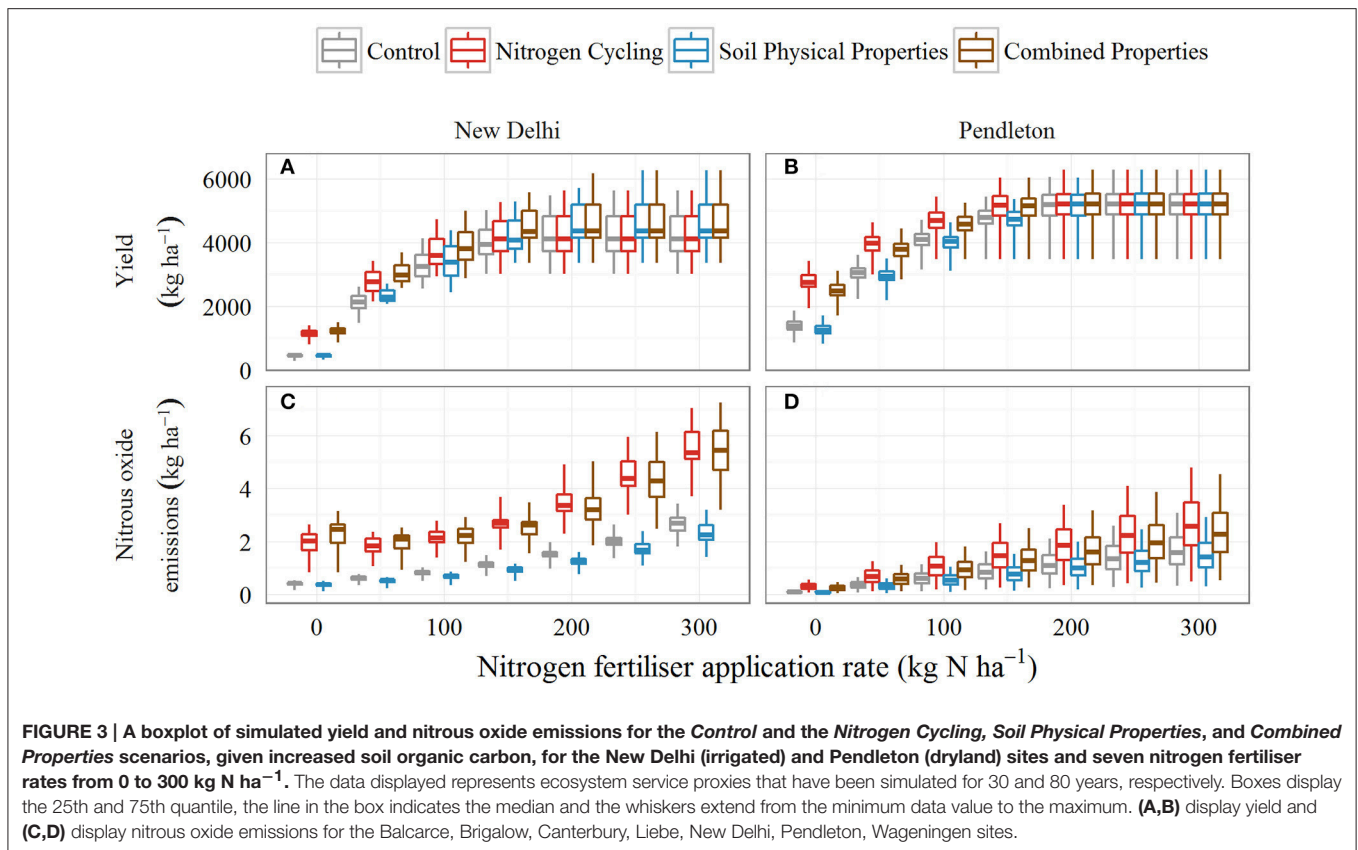 Control Nitrogen Cycling Soil Physical Properties Combined Properties
New Delhi Pendleton
A B
Yield
(kg ha⁻¹)
6000
4000
2000
0
C D
Nitrous oxide
emissions (kg ha⁻¹)
6
4
2
0
0 100 200 300 0 100 200 300
Nitrogen fertiliser application rate (kg N ha⁻¹)
FIGURE 3 | A boxplot of simulated yield and nitrous oxide emissions for the Control and the Nitrogen Cycling, Soil Physical Properties, and Combined
Properties scenarios, given increased soil organic carbon, for the New Delhi (irrigated) and Pendleton (dryland) sites and seven nitrogen fertiliser
rates from 0 to 300 kg N ha⁻¹. The data displayed represents ecosystem service proxies that have been simulated for 30 and 80 years, respectively. Boxes display
the 25th and 75th quantile, the line in the box indicates the median and the whiskers extend from the minimum data value to the maximum. (A,B) display yield and
(C,D) display nitrous oxide emissions for the Balcarce, Brigalow, Canterbury, Liebe, New Delhi, Pendleton, Wageningen sites.